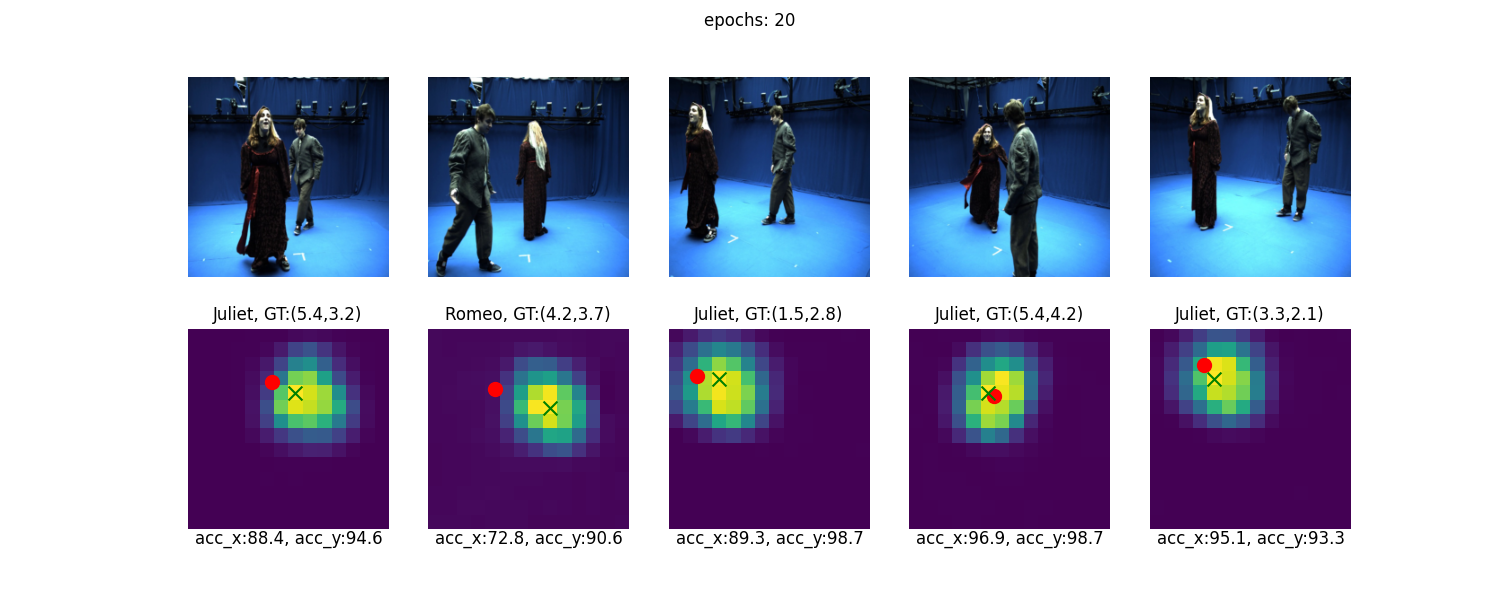 epochs: 20
Juliet, GT:(5.4,3.2)
Romeo, GT:(4.2,3.7)
Juliet, GT:(1.5,2.8)
Juliet, GT:(5.4,4.2)
Juliet, GT:(3.3,2.1)
acc_x:88.4, acc_y:94.6
acc_x:72.8, acc_y:90.6
acc_x:89.3, acc_y:98.7
acc_x:96.9, acc_y:98.7
acc_x:95.1, acc_y:93.3